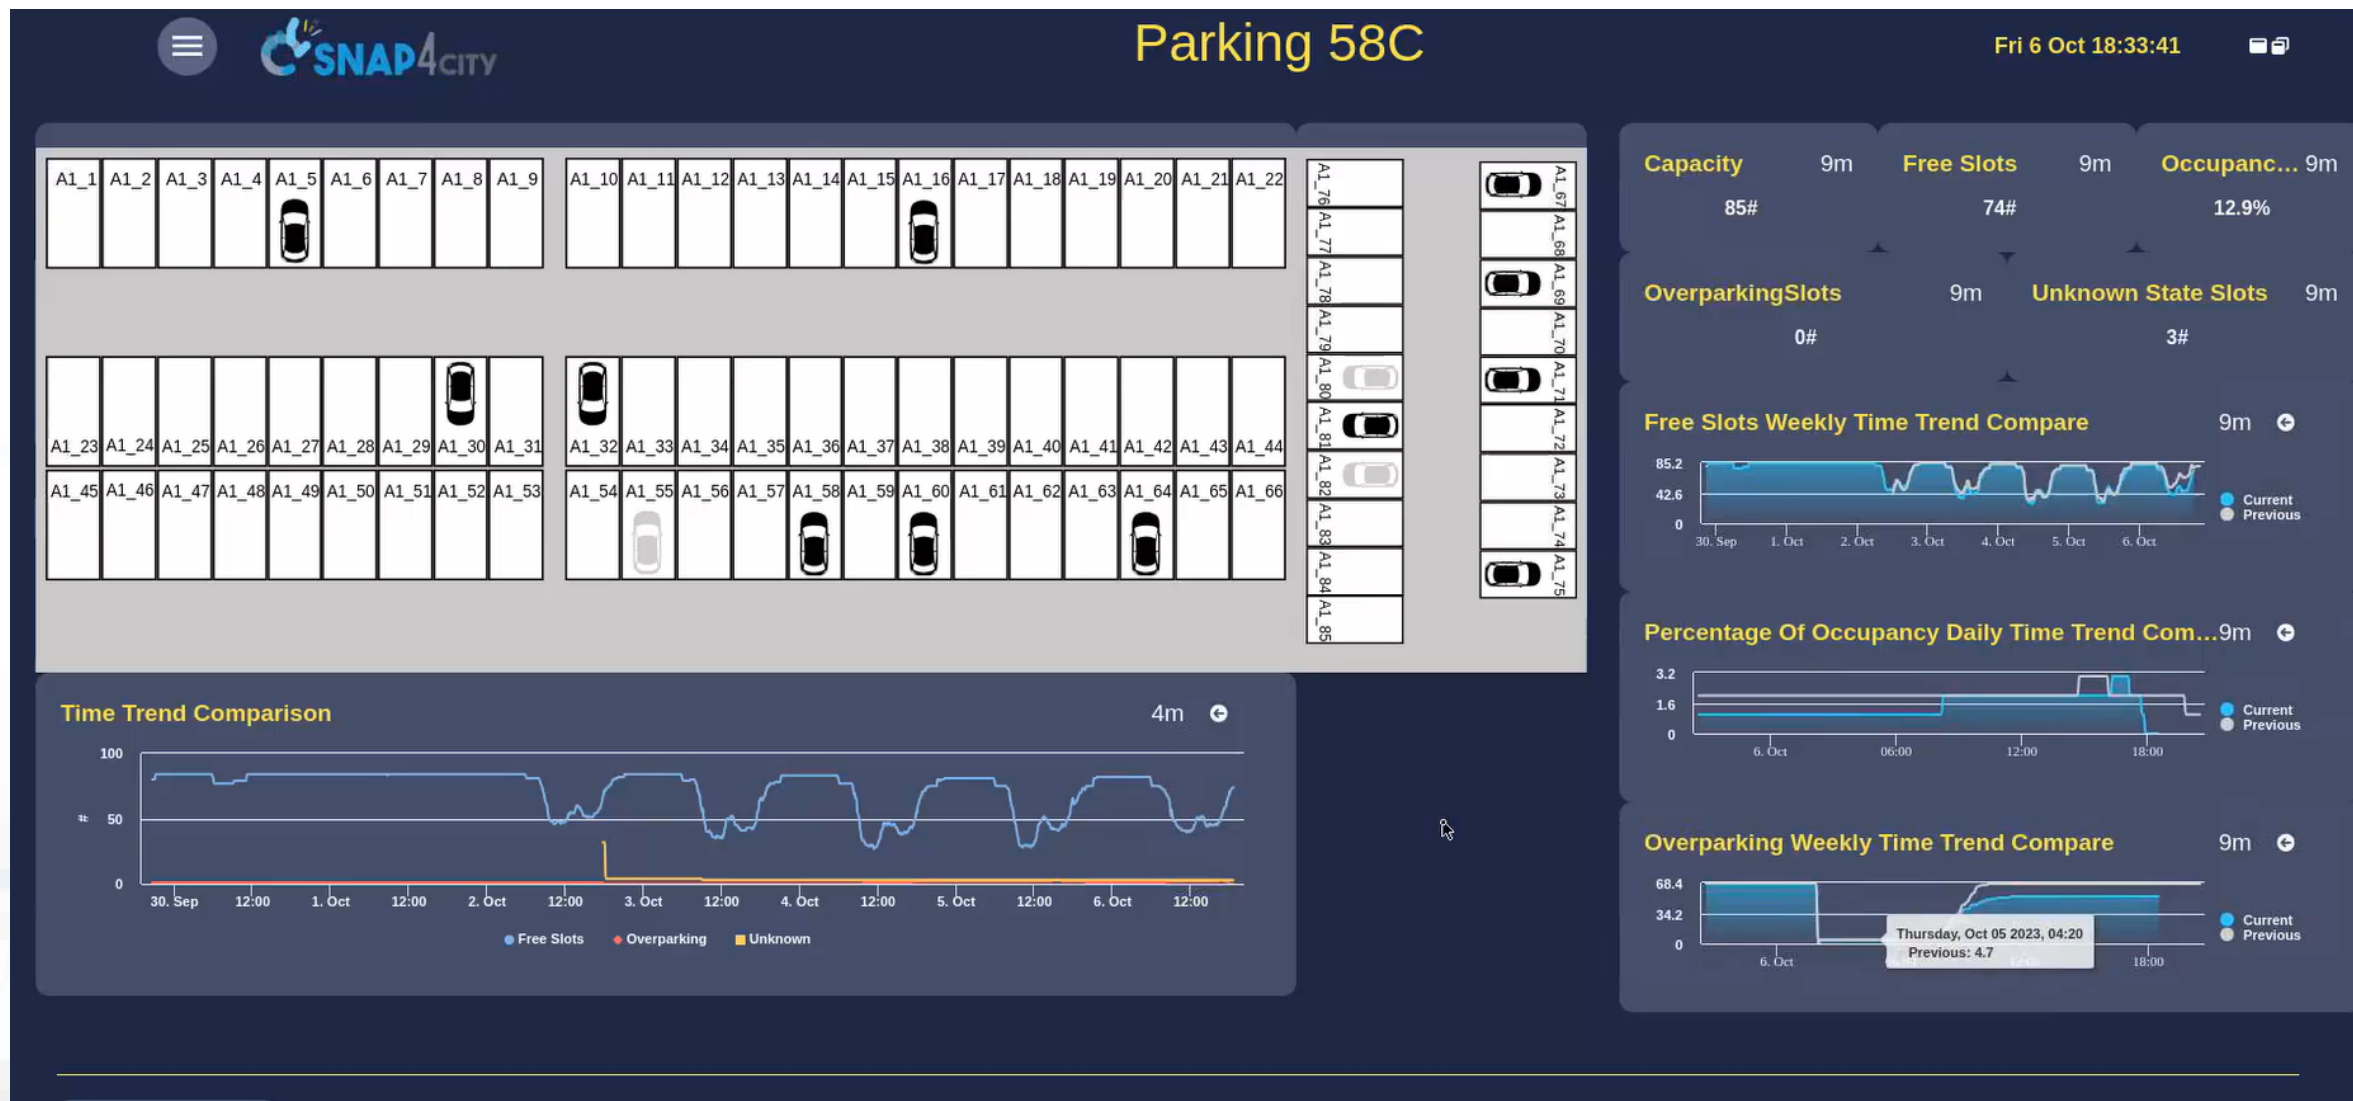 SNAP4CITY
Parking 58C
Fri 6 Oct 18:33:41
A1_1 A1_2 A1_3 A1_4 A1_5 A1_6 A1_7 A1_8 A1_9 A1_10 A1_11 A1_12 A1_13 A1_14 A1_15 A1_16 A1_17 A1_18 A1_19 A1_20 A1_21 A1_22
A1_23 A1_24 A1_25 A1_26 A1_27 A1_28 A1_29 A1_30 A1_31 A1_32 A1_33 A1_34 A1_35 A1_36 A1_37 A1_38 A1_39 A1_40 A1_41 A1_42 A1_43 A1_44
A1_45 A1_46 A1_47 A1_48 A1_49 A1_50 A1_51 A1_52 A1_53 A1_54 A1_55 A1_56 A1_57 A1_58 A1_59 A1_60 A1_61 A1_62 A1_63 A1_64 A1_65 A1_66
A1_76
A1_77
A1_78
A1_79
A1_80
A1_81
A1_82
A1_83
A1_84
A1_85
A1_67
A1_68
A1_69
A1_70
A1_71
A1_72
A1_73
A1_74
A1_75
Capacity 9m
85#
Free Slots 9m
74#
Occupanc... 9m
12.9%
OverparkingSlots 9m
0#
Unknown State Slots 9m
3#
Free Slots Weekly Time Trend Compare 9m
85.2
42.6
0
30. Sep 1. Oct 2. Oct 3. Oct 4. Oct 5. Oct 6. Oct
Current
Previous
Percentage Of Occupancy Daily Time Trend Com... 9m
3.2
1.6
0
6. Oct 06:00 12:00 18:00
Current
Previous
Overparking Weekly Time Trend Compare 9m
68.4
34.2
0
6. Oct 18:00
Thursday, Oct 05 2023, 04:20
Previous: 4.7
Current
Previous
Time Trend Comparison 4m
100
50
0
#
30. Sep 12:00 1. Oct 12:00 2. Oct 12:00 3. Oct 12:00 4. Oct 12:00 5. Oct 12:00 6. Oct 12:00
Free Slots Overparking Unknown